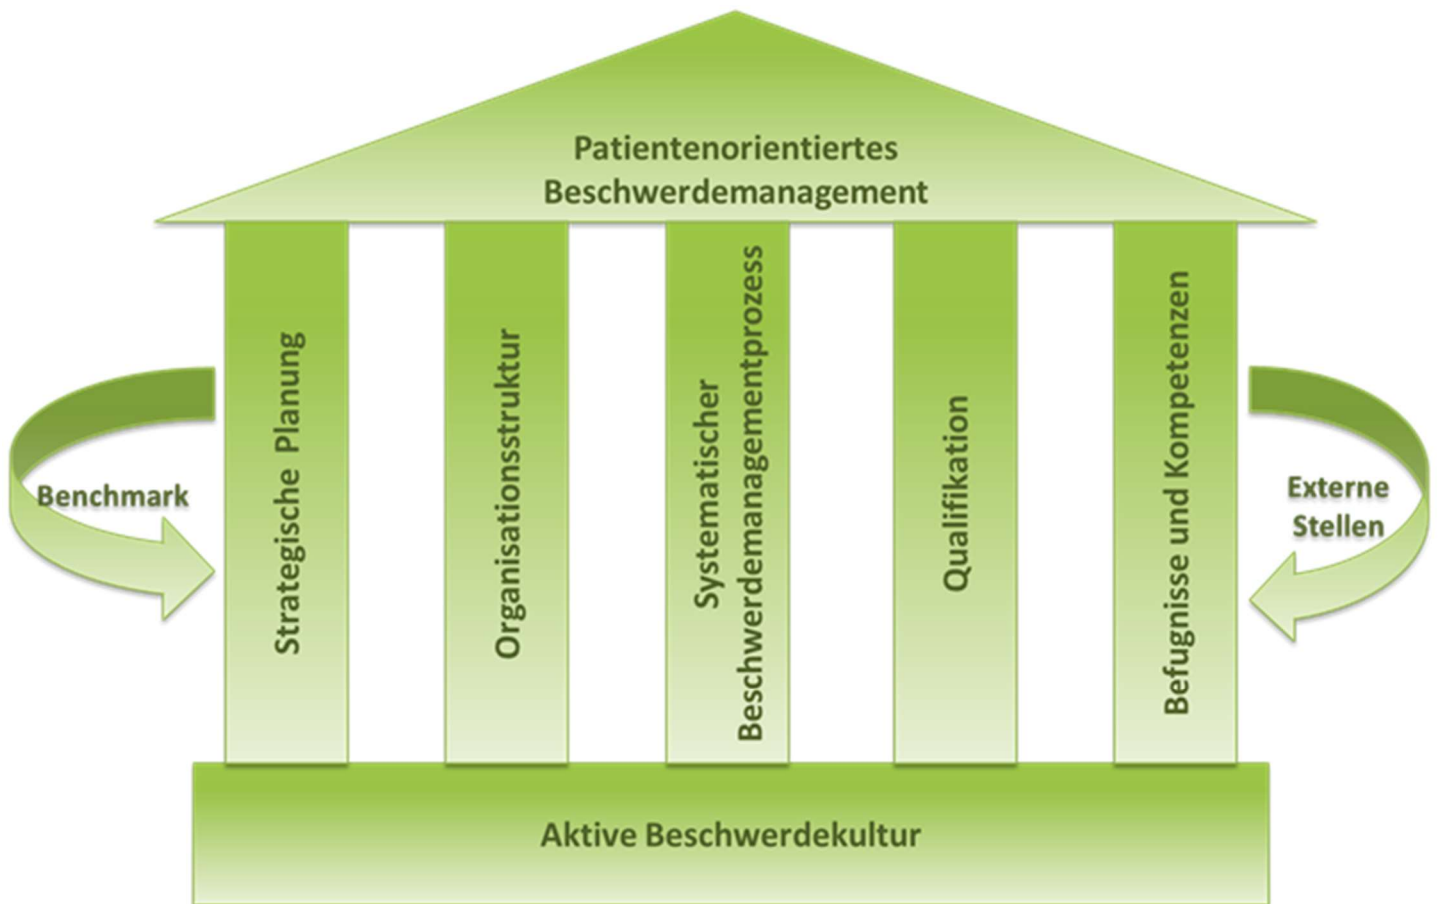 Patientenorientiertes
Beschwerdemanagement
Strategische Planung
Organisationsstruktur
Systematischer
Beschwerdemanagementprozess
Qualifikation
Befugnisse und Kompetenzen
Benchmark
Externe
Stellen
Aktive Beschwerdekultur